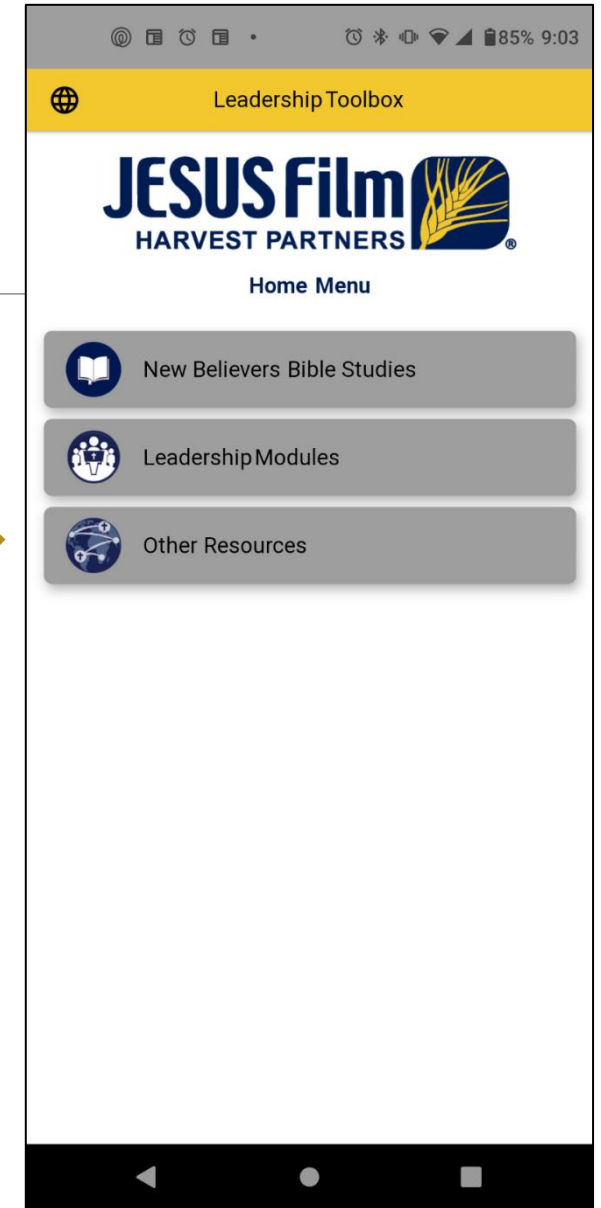 85% 9:03
Leadership Toolbox
JESUS Film
HARVEST PARTNERS ®
Home Menu
New Believers Bible Studies
Leadership Modules
Other Resources